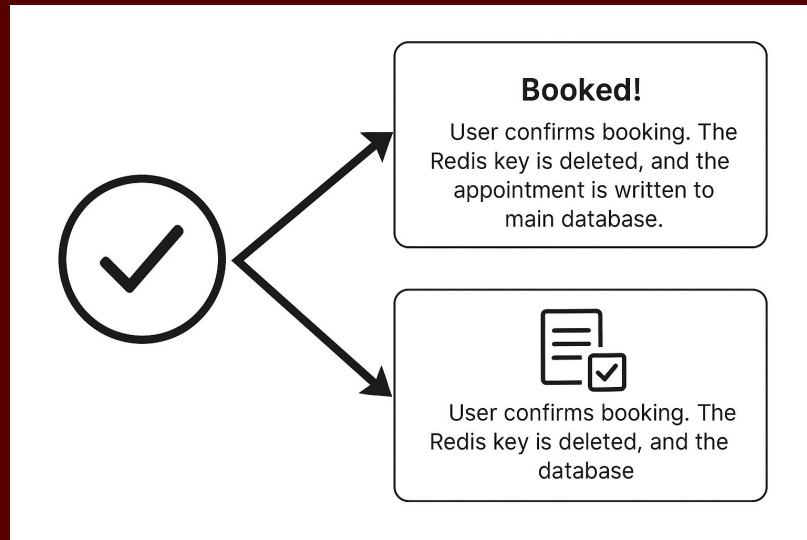 Booked!
User confirms booking. The
Redis key is deleted, and the
appointment is written to
main database.
User confirms booking. The
Redis key is deleted, and the
database